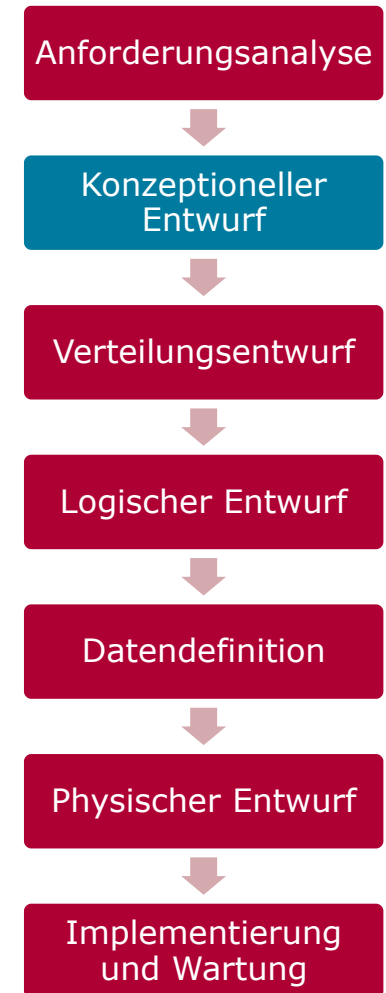 Anforderungsanalyse
Konzeptioneller
Entwurf
Verteilungsentwurf
Logischer Entwurf
Datendefinition
Physischer Entwurf
Implementierung
und Wartung